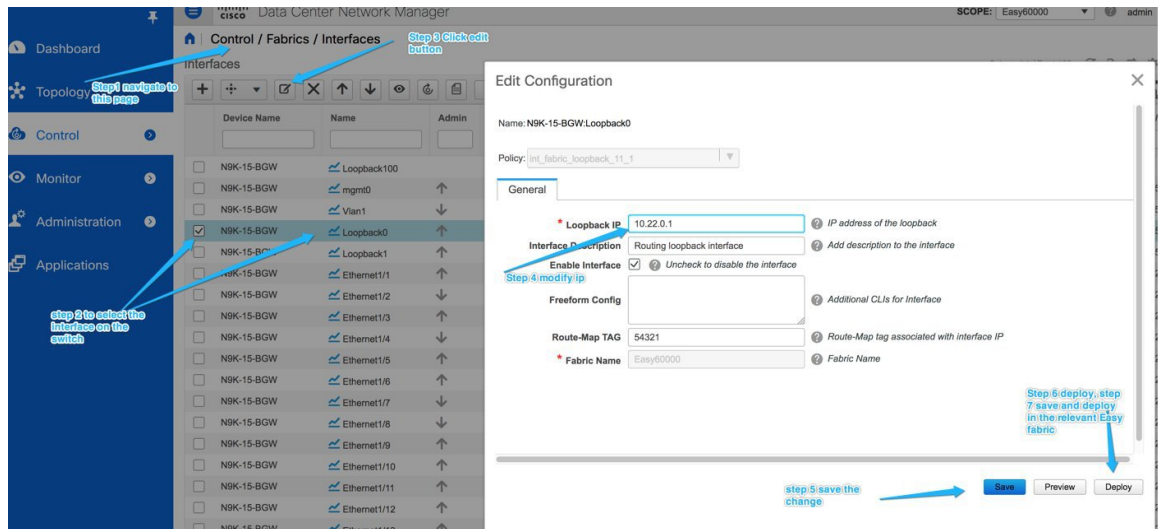 cisco Data Center Network Manager
SCOPE: Easy60000
admin
Dashboard
Topology
Control
Monitor
Administration
Applications
Control / Fabrics / Interfaces
Interfaces
Step 3 Click edit
button
Step1 navigate to
this page
step 2 to select the
Interface on the
switch
Device Name Name Admin
N9K-15-BGW Loopback100
N9K-15-BGW mgmt0
N9K-15-BGW Vlan1
N9K-15-BGW Loopback0
N9K-15-BGW Loopback1
N9K-15-BGW Ethernet1/1
N9K-15-BGW Ethernet1/2
N9K-15-BGW Ethernet1/3
N9K-15-BGW Ethernet1/4
N9K-15-BGW Ethernet1/5
N9K-15-BGW Ethernet1/6
N9K-15-BGW Ethernet1/7
N9K-15-BGW Ethernet1/8
N9K-15-BGW Ethernet1/9
N9K-15-BGW Ethernet1/10
N9K-15-BGW Ethernet1/11
N9K-15-BGW Ethernet1/12
Edit Configuration
Name: N9K-15-BGW:Loopback0
Policy: int_fabric_loopback_11_1
General
* Loopback IP 10.22.0.1 IP address of the loopback
Interface Description Routing loopback interface Add description to the interface
Enable Interface Uncheck to disable the interface
Step 4 modify ip
Freeform Config Additional CLIs for Interface
Route-Map TAG 54321 Route-Map tag associated with interface IP
* Fabric Name Easy60000 Fabric Name
Step 6 deploy, step
7 save and deploy
in the relevant Easy
fabric
step 5 save the
change
Save Preview Deploy